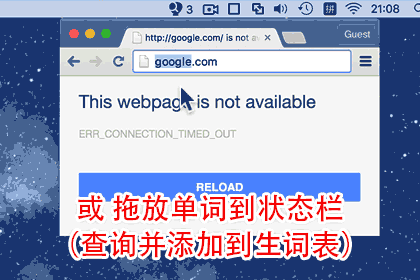 3 21:08
http://google.com/ is not a
Guest
google.com
This webpage is not available
ERR_CONNECTION_TIMED_OUT
RELOAD
或 拖放单词到状态栏
(查询并添加到生词表)